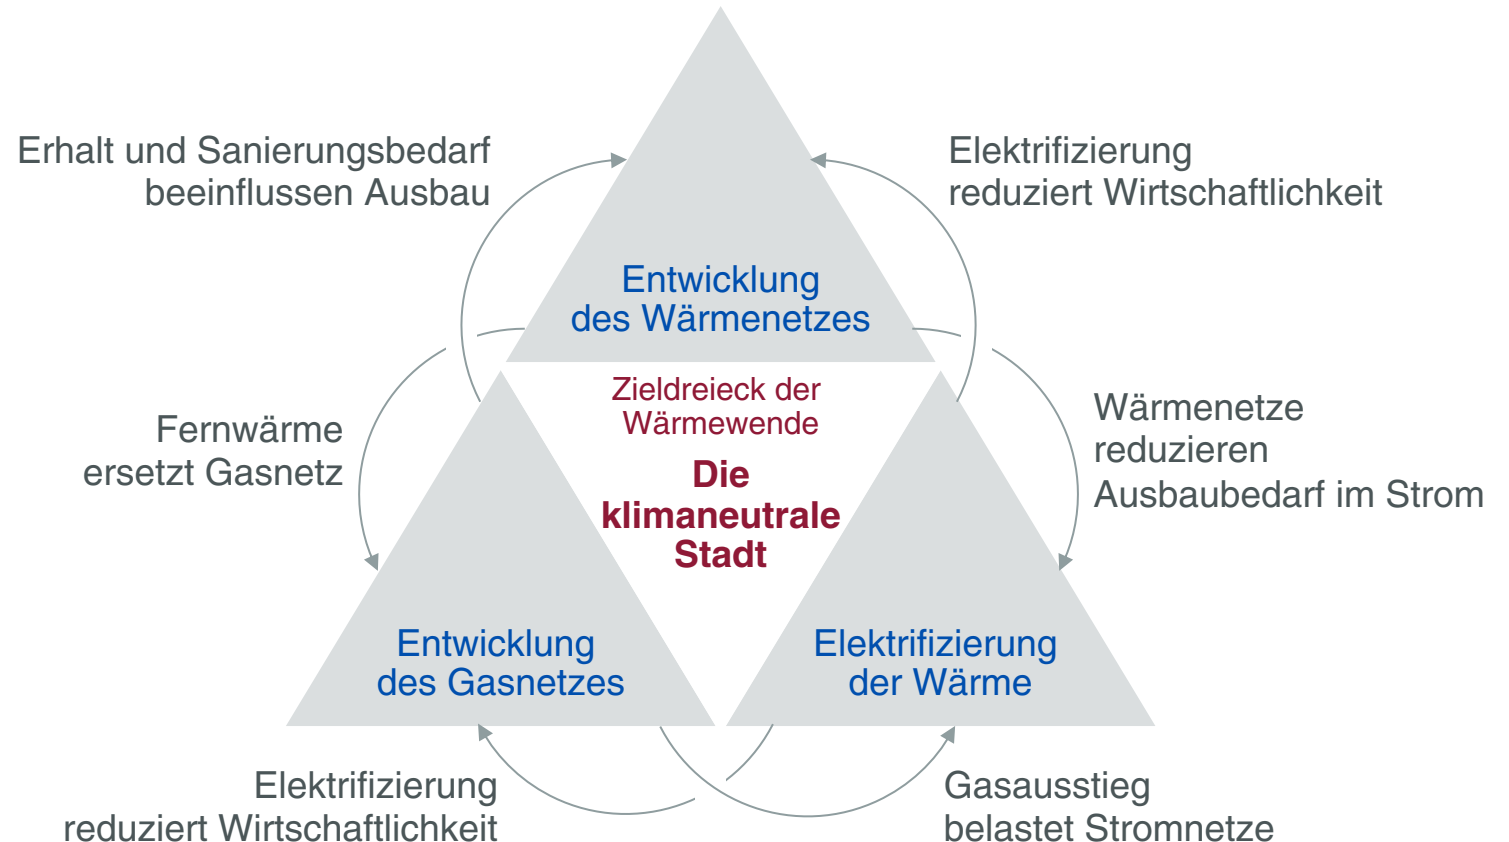 Erhalt und Sanierungsbedarf
beeinflussen Ausbau
Elektrifizierung
reduziert Wirtschaftlichkeit
Entwicklung
des Wärmenetzes
Zieldreieck der
Wärmewende
Die
klimaneutrale
Stadt
Fernwärme
ersetzt Gasnetz
Wärmenetze
reduzieren
Ausbaubedarf im Strom
Entwicklung
des Gasnetzes
Elektrifizierung
der Wärme
Elektrifizierung
reduziert Wirtschaftlichkeit
Gasausstieg
belastet Stromnetze